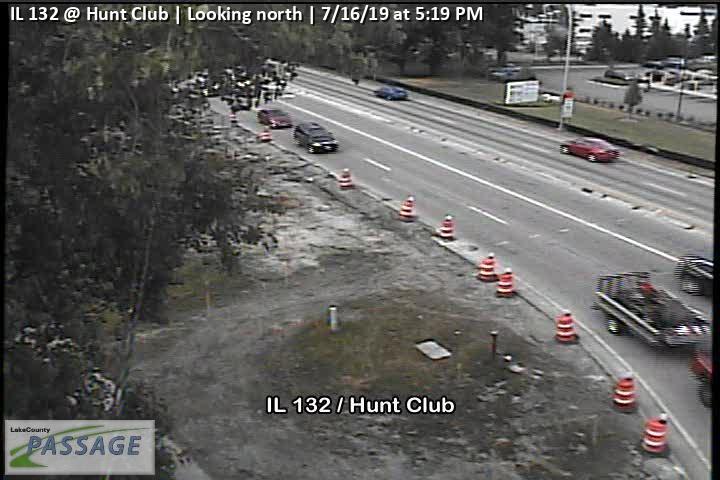 IL 132 @ Hunt Club | Looking north | 7/16/19 at 5:19 PM
IL 132 / Hunt Club
LakeCounty
PASSAGE